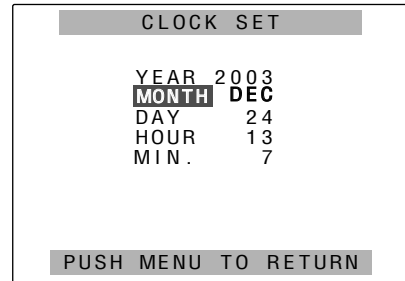 CLOCK SET
YEAR 2003
MONTH DEC
DAY 24
HOUR 13
MIN. 7
PUSH MENU TO RETURN